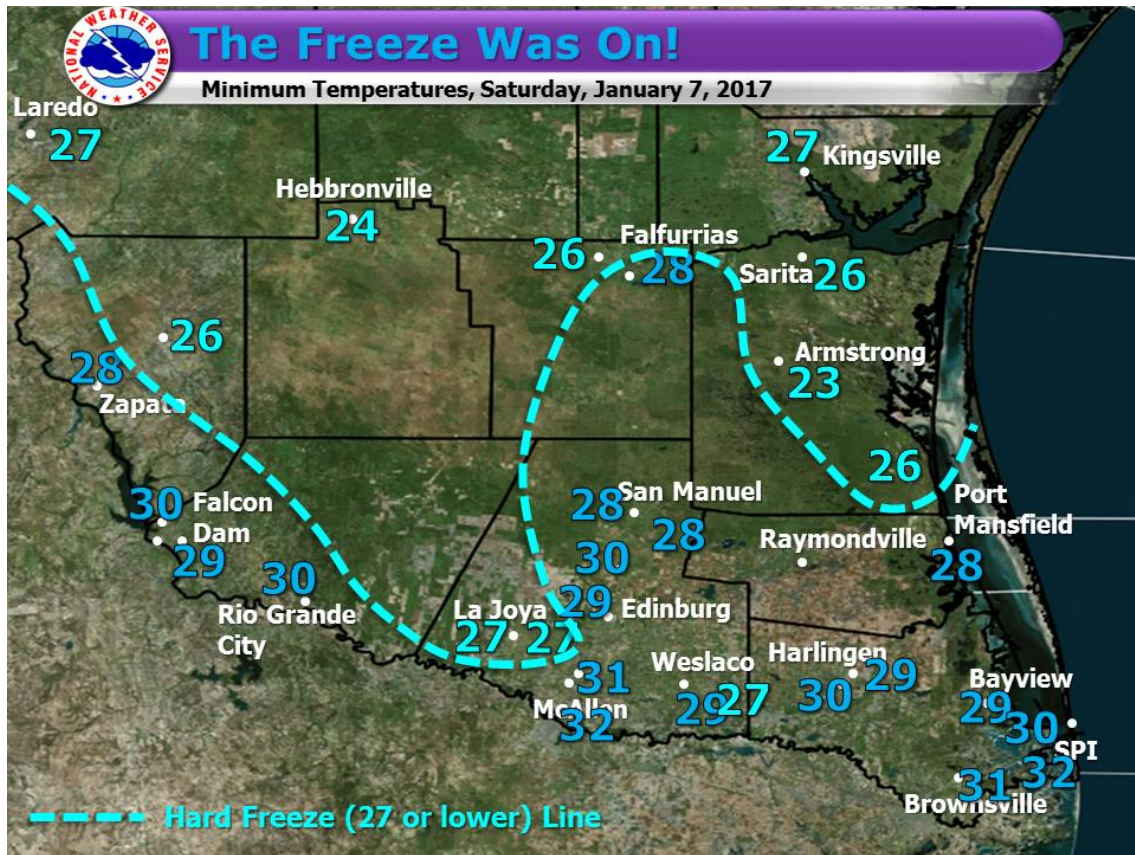 NATIONAL WEATHER SERVICE
The Freeze Was On!
Minimum Temperatures, Saturday, January 7, 2017
Laredo
27
27
Kingsville
Hebbronville
24
Falfurrias
26
28
Sarita
26
26
28
Zapata
Armstrong
23
26
30
Falcon
Dam
29
30
Rio Grande
City
San Manuel
28
28
30
Port
Mansfield
28
Raymondville
La Joya
27
27
29
Edinburg
31
McAllen
32
Weslaco
29
27
Harlingen
30
29
Bayview
29
30
SPI
32
31
Brownsville
Hard Freeze (27 or lower) Line